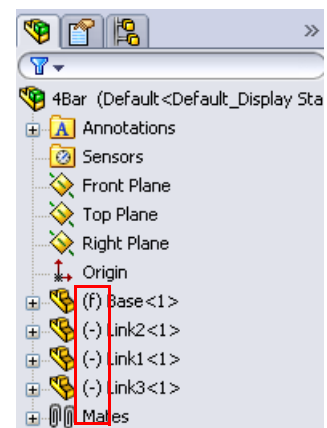 »
4Bar (Default<Default_Display Sta
A Annotations
Sensors
Front Plane
Top Plane
Right Plane
Origin
(f) Base<1>
(-) Link2<1>
(-) Link1<1>
(-) Link3<1>
Mates